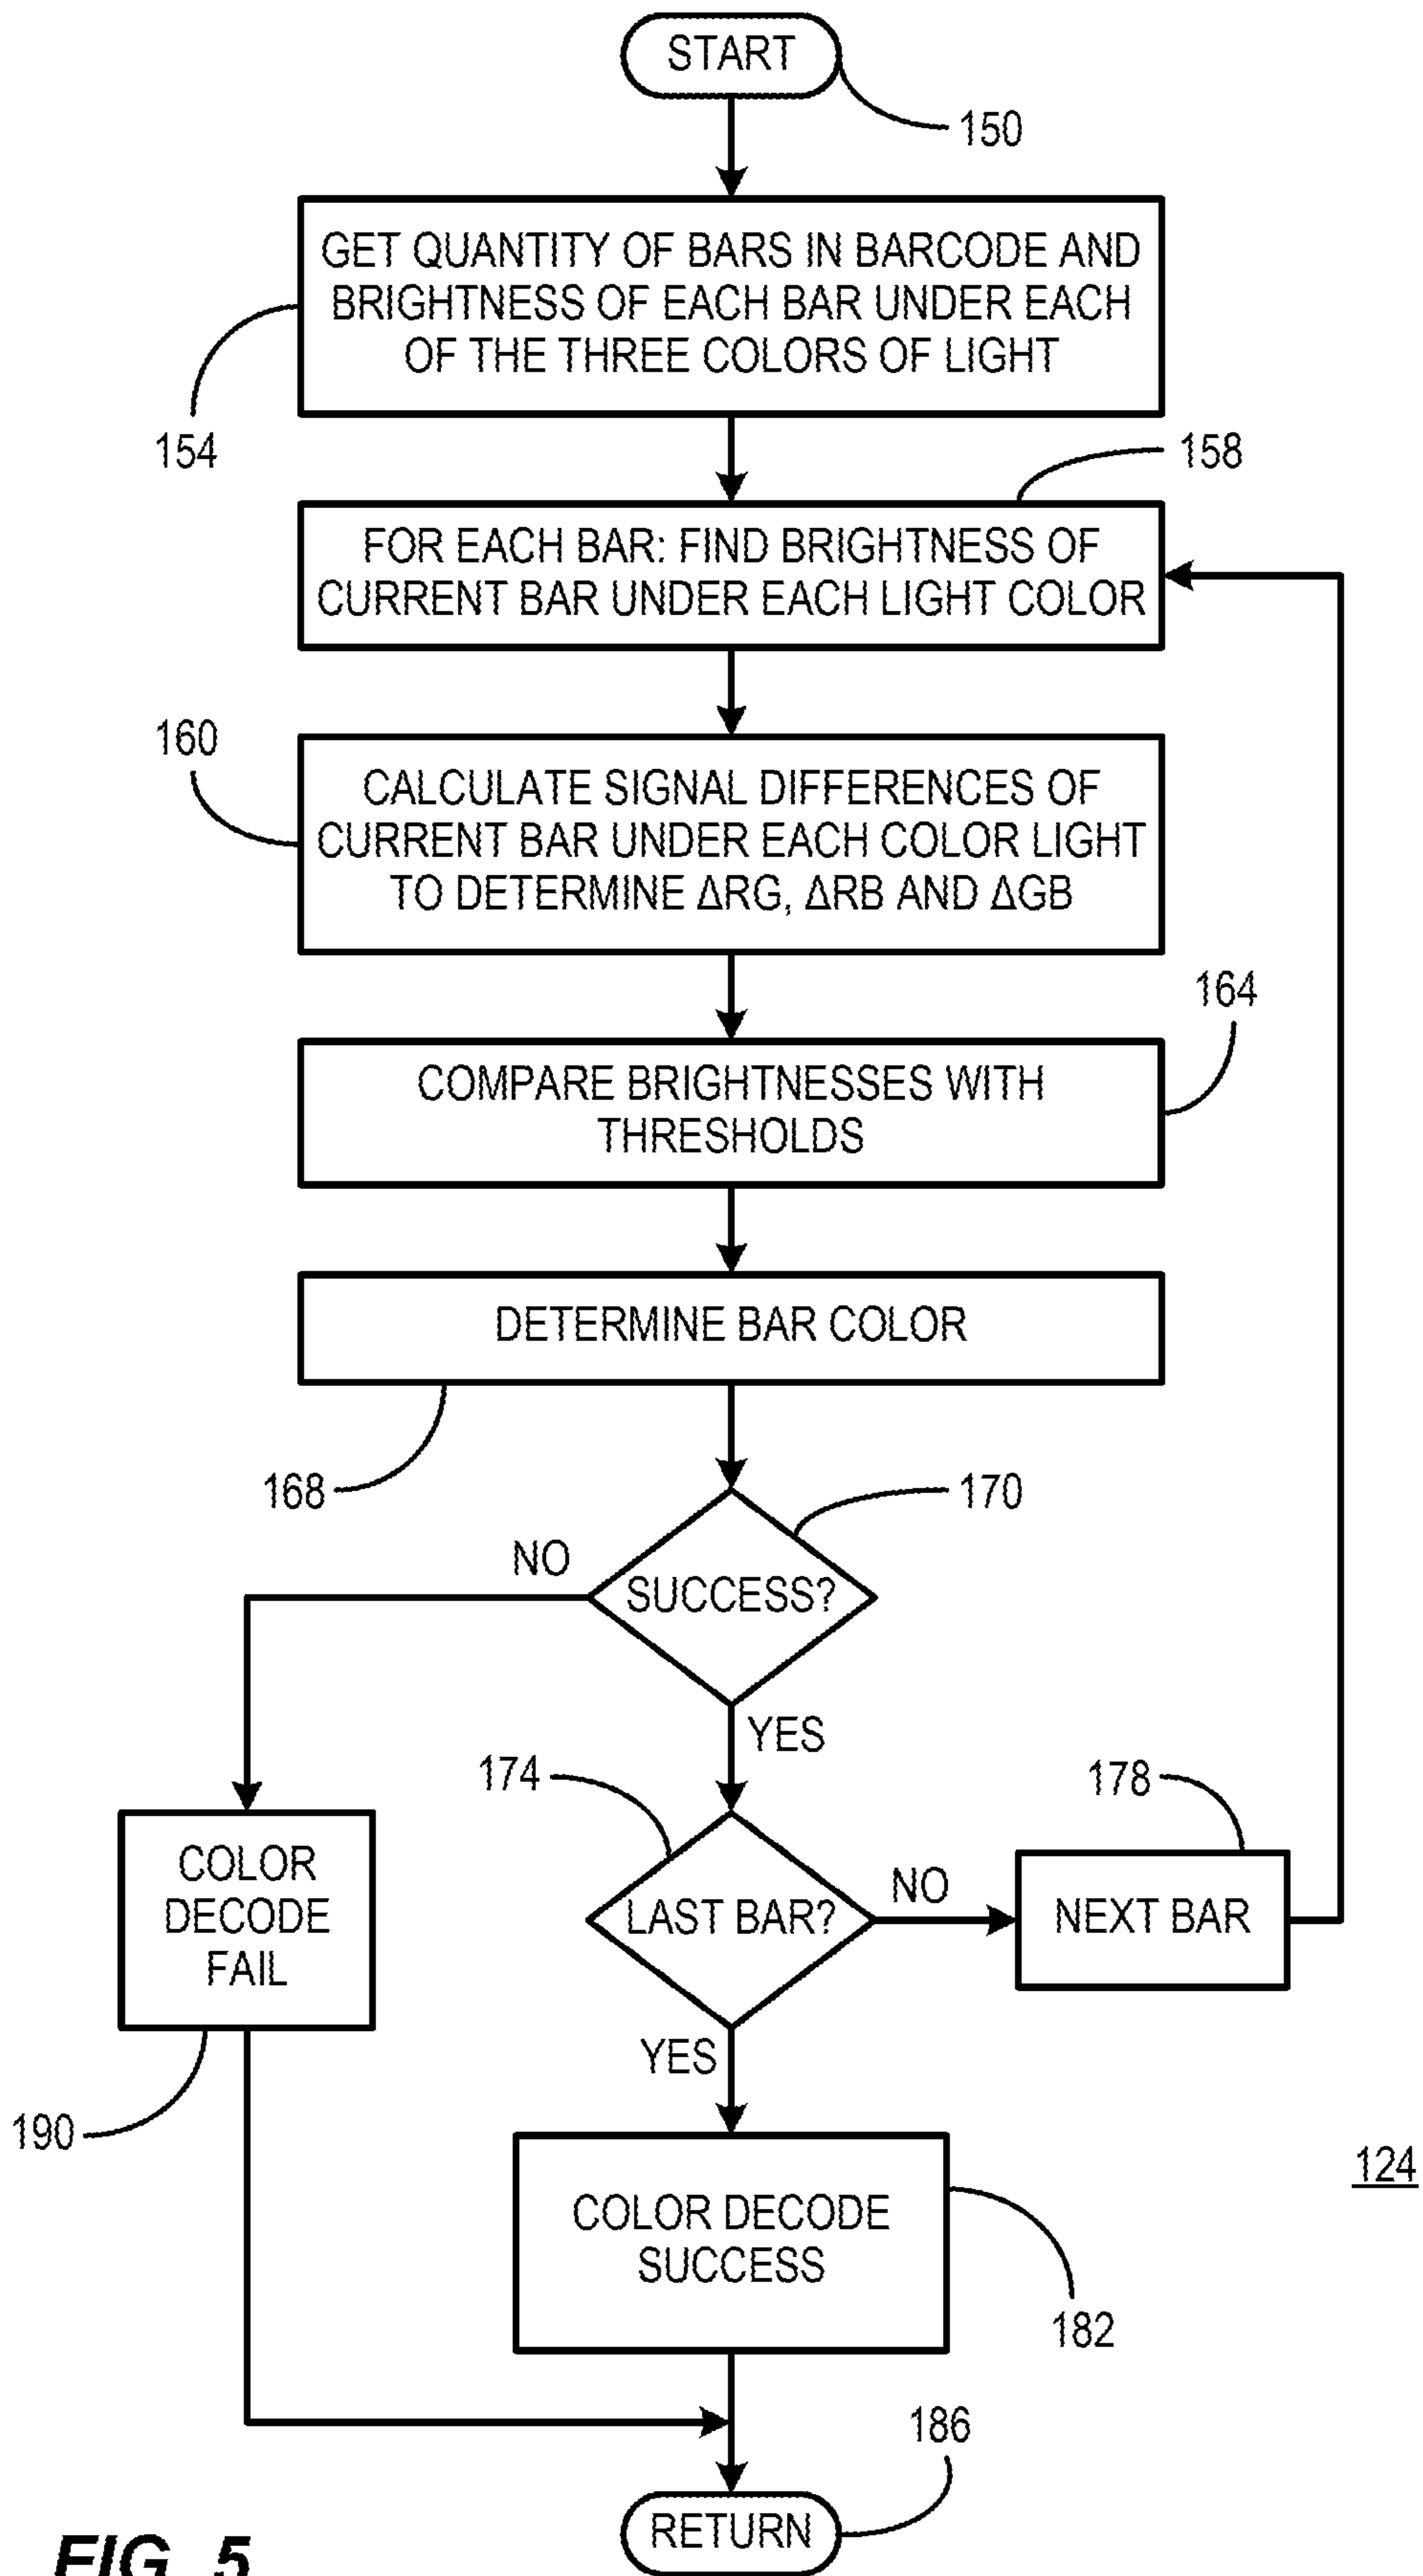 START
150
GET QUANTITY OF BARS IN BARCODE AND
BRIGHTNESS OF EACH BAR UNDER EACH
OF THE THREE COLORS OF LIGHT
154
158
FOR EACH BAR: FIND BRIGHTNESS OF
CURRENT BAR UNDER EACH LIGHT COLOR
160
CALCULATE SIGNAL DIFFERENCES OF
CURRENT BAR UNDER EACH COLOR LIGHT
TO DETERMINE ΔRG, ΔRB AND ΔGB
164
COMPARE BRIGHTNESSES WITH
THRESHOLDS
DETERMINE BAR COLOR
168
170
NO
SUCCESS?
YES
174
178
COLOR
DECODE
FAIL
LAST BAR?
NO
NEXT BAR
YES
190
124
COLOR DECODE
SUCCESS
182
186
RETURN
FIG. 5